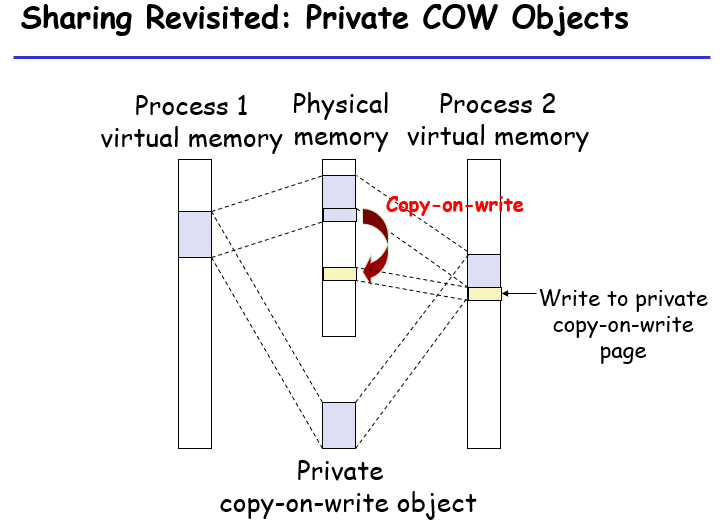 Sharing Revisited: Private COW Objects
Process 1
virtual memory
Physical
memory
Process 2
virtual memory
Copy-on-write
Write to private
copy-on-write
page
Private
copy-on-write object